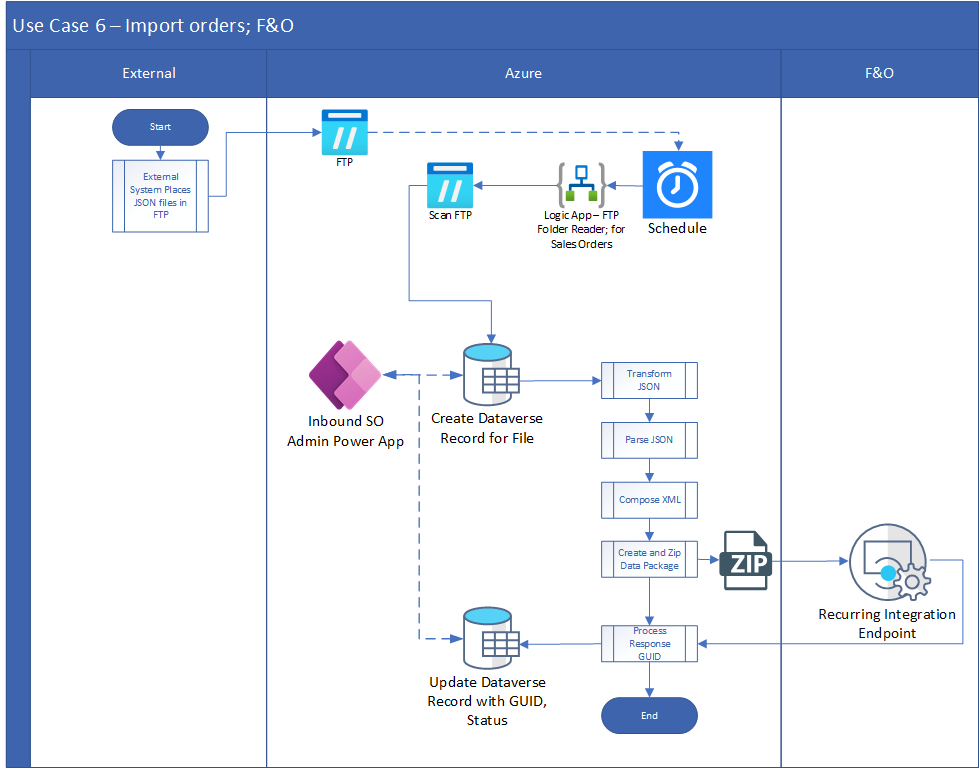 Use Case 6 – Import orders; F&O
External
Azure
F&O
Start
External
System Places
JSON files in
FTP
FTP
Scan FTP
Logic App – FTP
Folder Reader; for
Sales Orders
Schedule
Inbound SO
Admin Power App
Create Dataverse
Record for File
Transform
JSON
Parse JSON
Compose XML
Create and Zip
Data Package
ZIP
Recurring Integration
Endpoint
Process
Response
GUID
Update Dataverse
Record with GUID,
Status
End